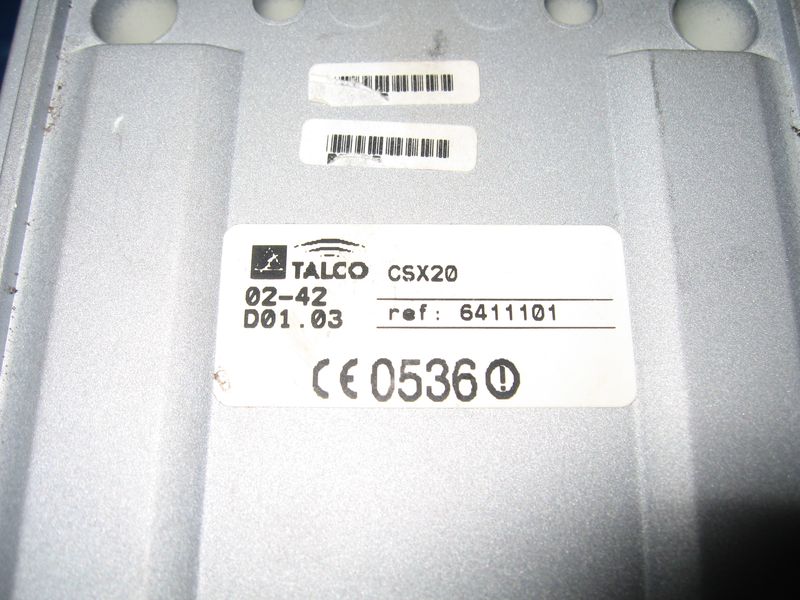 TALCO CSX20
02-42
D01.03 ref: 6411101
CE 0536